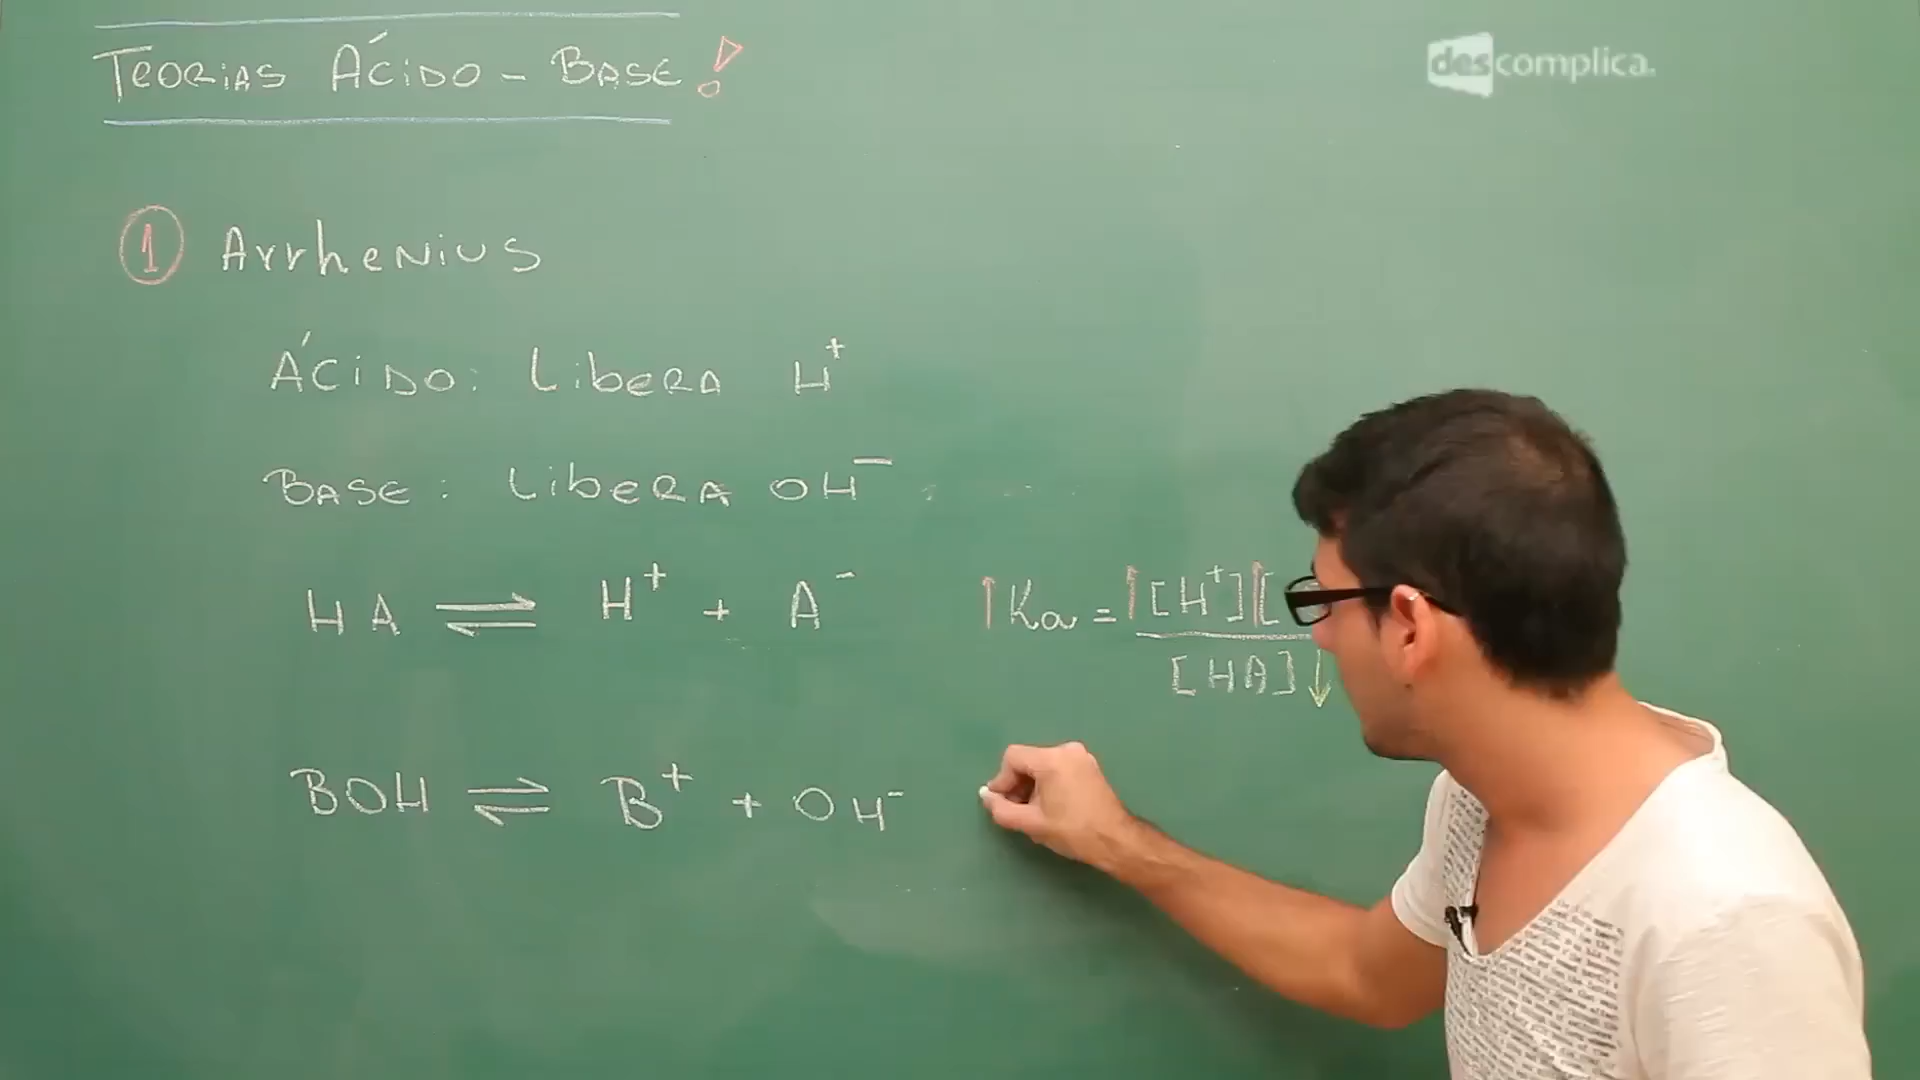 descomplica.
Teorias Ácido - Base!
1 Arrhenius
Ácido: Libera H⁺
Base: Libera OH⁻
HA ⇌ H⁺ + A⁻
↑Ka = ↑[H⁺]↑[
[HA]↓
BOH ⇌ B⁺ + OH⁻